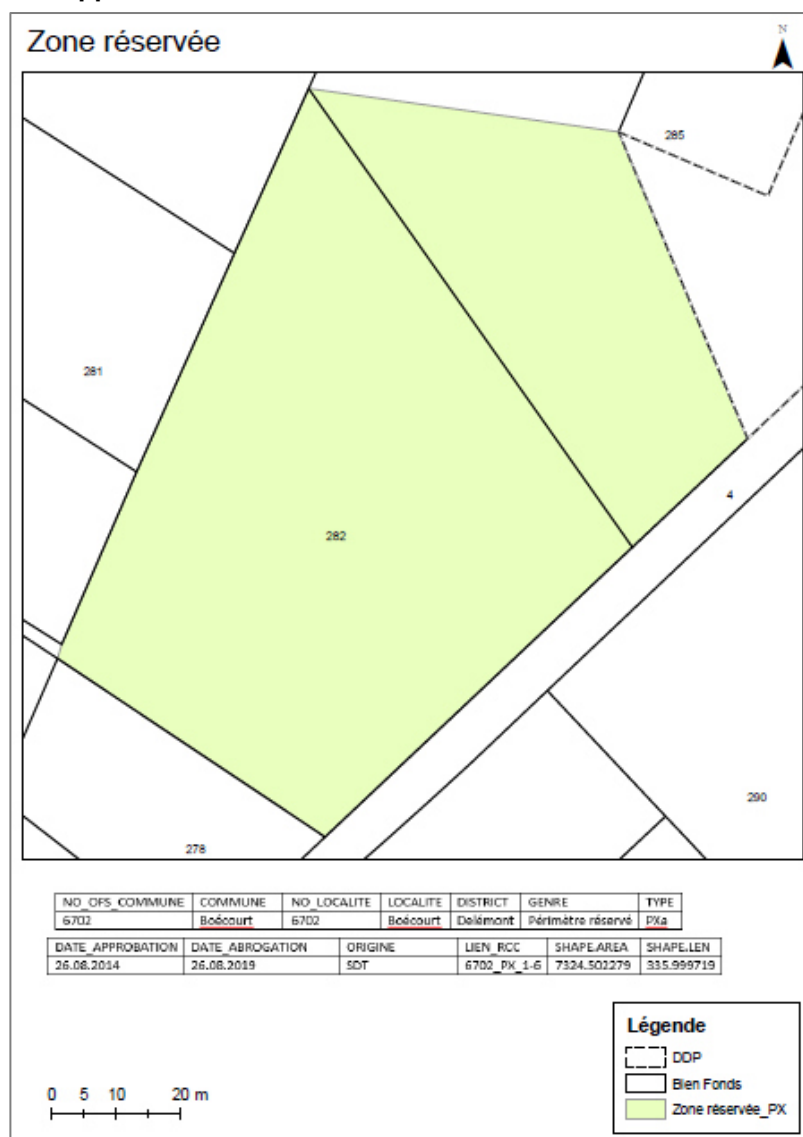 Zone réservée
N
285
281
4
282
290
278
NO_OFS_COMMUNE COMMUNE NO_LOCALITE LOCALITE DISTRICT GENRE TYPE
6702 Boécourt 6702 Boécourt Delémont Périmètre réservé PXa
DATE_APPROBATION DATE_ABROGATION ORIGINE LIEN_RCC SHAPE.AREA SHAPE.LEN
26.08.2014 26.08.2019 SDT 6702_PX_1-6 7324.502279 335.999719
Légende
DDP
Bien Fonds
Zone réservée_PX
0 5 10 20 m